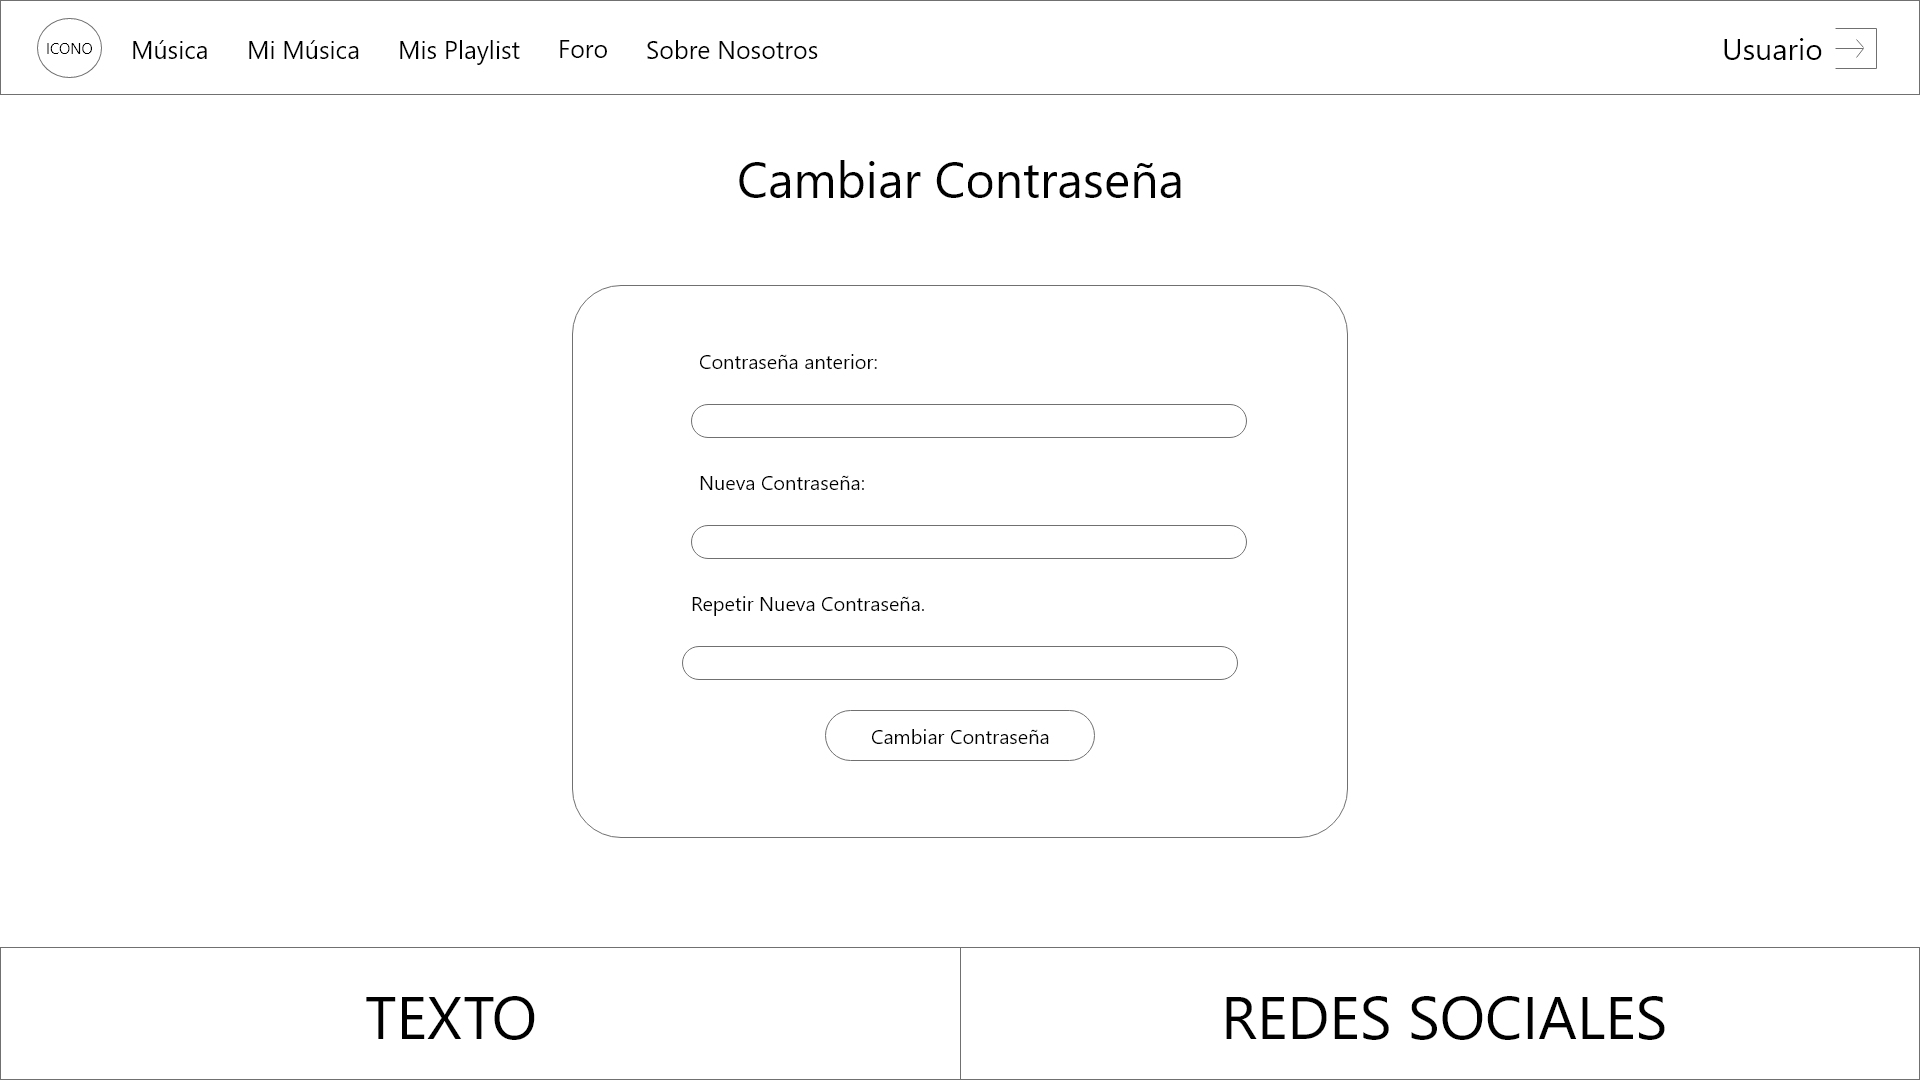 ICONO Música Mi Música Mis Playlist Foro Sobre Nosotros Usuario
Cambiar Contraseña
Contraseña anterior:
Nueva Contraseña:
Repetir Nueva Contraseña.
Cambiar Contraseña
TEXTO REDES SOCIALES